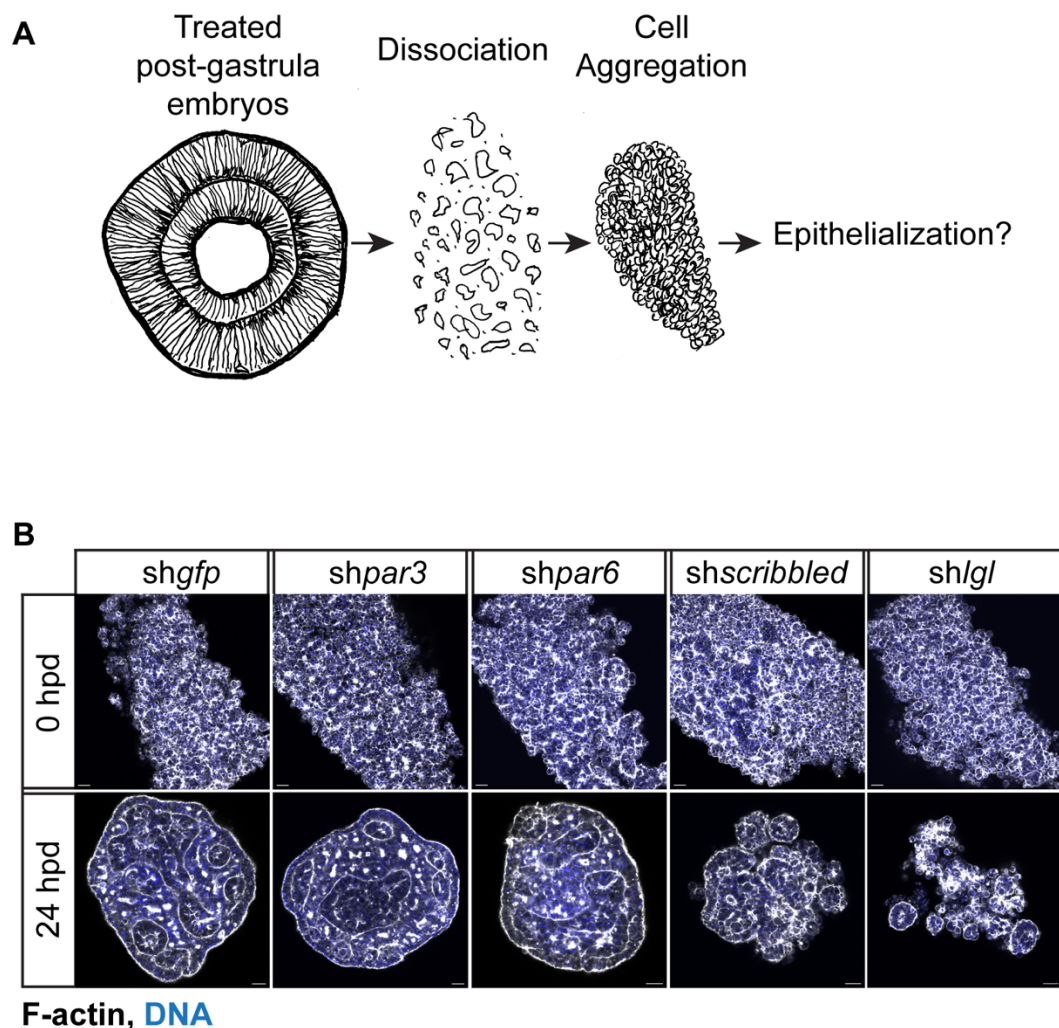 A
Treated
post-gastrula
embryos
Dissociation
Cell
Aggregation
Epithelialization?
B
shgfp
shpar3
shpar6
shscribbled
shlgl
0 hpd
24 hpd
F-actin, DNA